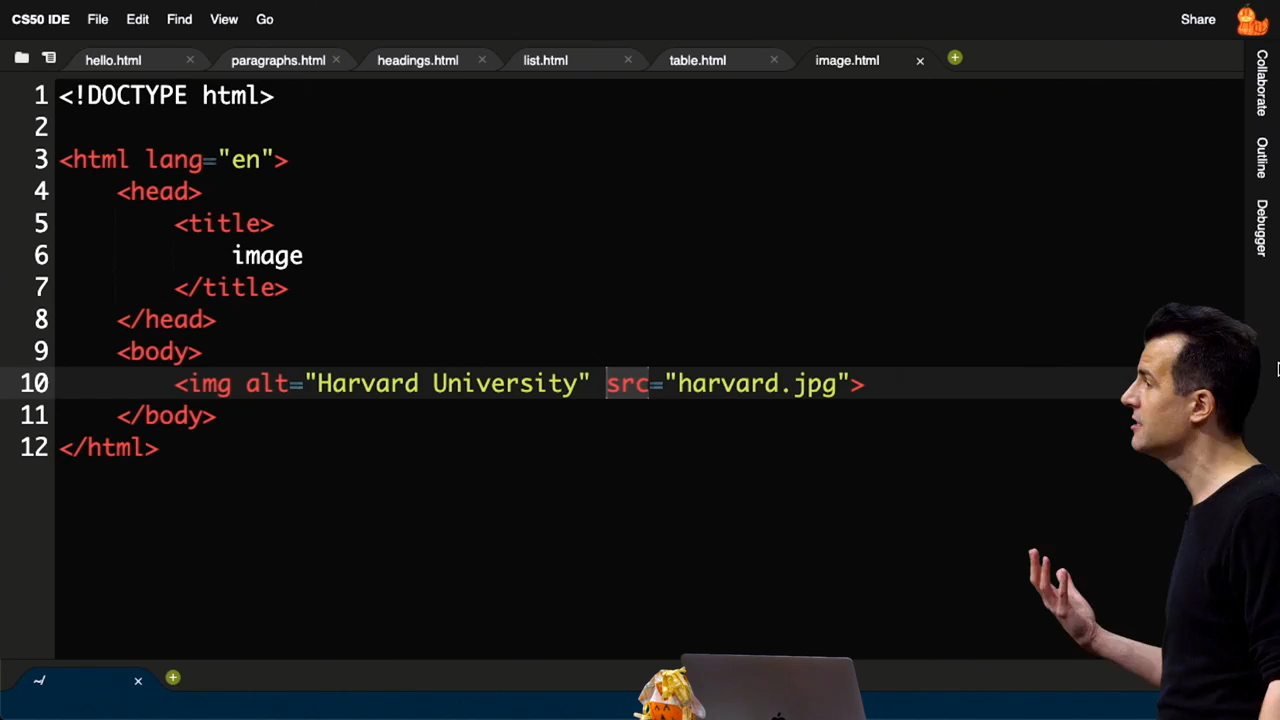 CS50 IDE File Edit Find View Go Share
hello.html paragraphs.html headings.html list.html table.html image.html
Collaborate
Outline
Debugger
1 <!DOCTYPE html>
2
3 <html lang="en">
4 <head>
5 <title>
6 image
7 </title>
8 </head>
9 <body>
10 <img alt="Harvard University" src="harvard.jpg">
11 </body>
12 </html>
~/